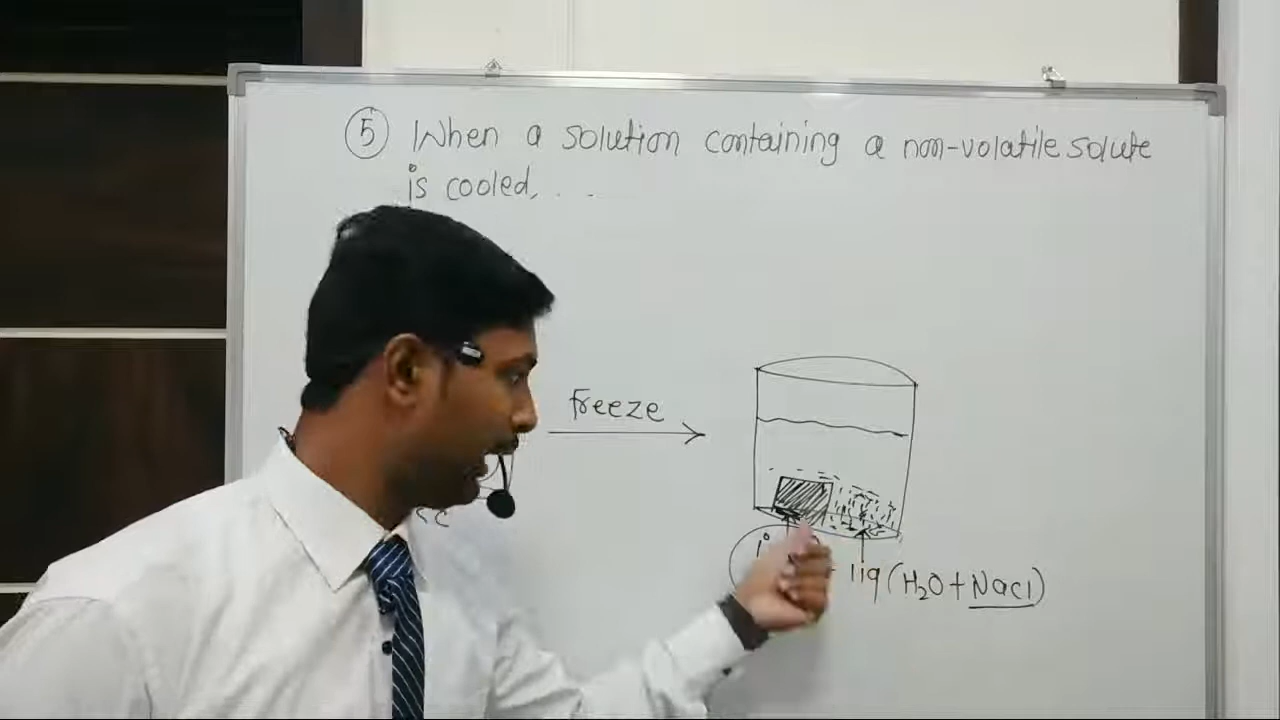 ⑤ When a solution containing a non-volatile solute
is cooled, . . .
freeze
liq (H₂O + NaCl)